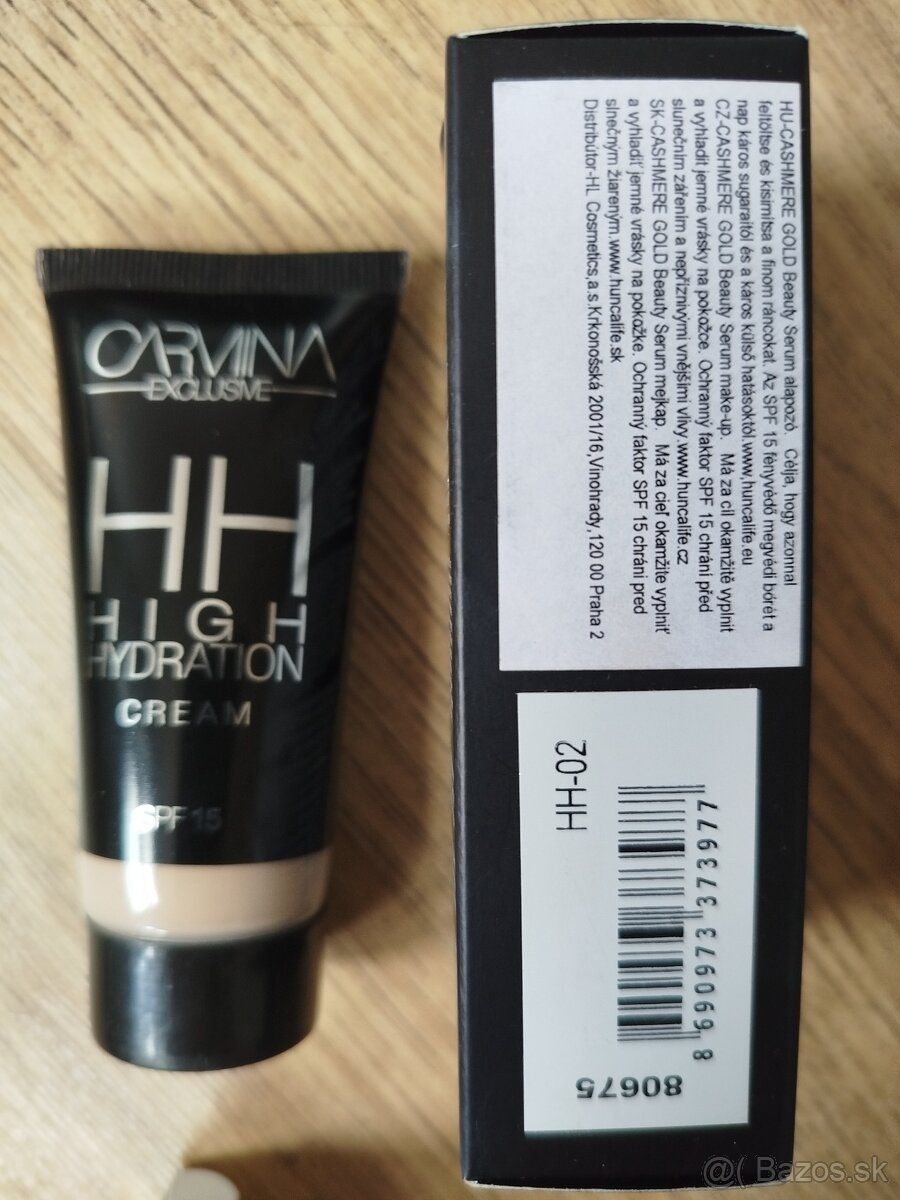 CARMINA
EXCLUSIVE
HH
HIGH
HYDRATION
CREAM
SPF 15
HU-CASHMERE GOLD Beauty Serum alapozó. Célja, hogy azonnal
feltöltse és kisimítsa a finom ráncokat. Az SPF 15 fényvédő megvédi bőrét a
nap káros sugaraitól és a káros külső hatásoktól.www.huncalife.eu
CZ-CASHMERE GOLD Beauty Serum make-up. Má za cíl okamžitě vyplnit
a vyhladit jemné vrásky na pokožce. Ochranný faktor SPF 15 chrání před
slunečním zářením a nepříznivými vnějšími vlivy.www.huncalife.cz
SK-CASHMERE GOLD Beauty Serum mejkap. Má za cieľ okamžite vyplniť
a vyhladiť jemné vrásky na pokožke. Ochranný faktor SPF 15 chráni pred
slnečným žiareným.www.huncalife.sk
Distribútor-HL Cosmetics,a.s.Krkonošská 2001/16,Vinohrady,120 00 Praha 2
HH-02
8 690973 737977
80675
@( Bazos.sk